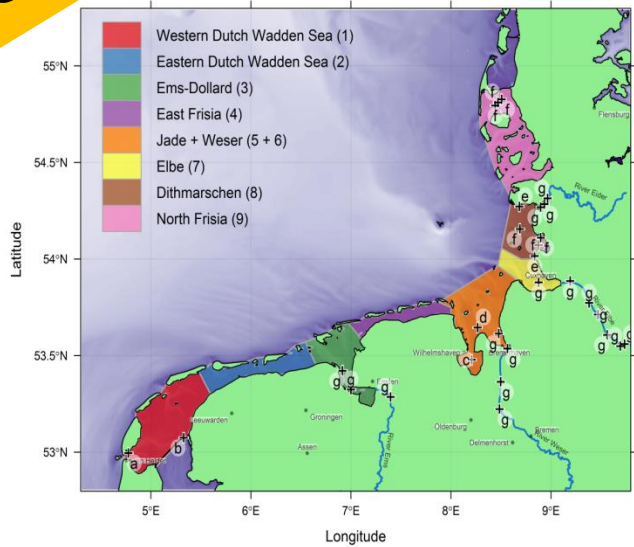 Western Dutch Wadden Sea (1)
Eastern Dutch Wadden Sea (2)
Ems-Dollard (3)
East Frisia (4)
Jade + Weser (5 + 6)
Elbe (7)
Dithmarschen (8)
North Frisia (9)
55°N
54.5°N
54°N
53.5°N
53°N
Latitude
f
f f
Flensburg
River Eider
e g
g g
f f
e
Cuxhaven
g g g
g
g g g
d
g
Wilhelmshaven
c g
g
g
g g
g
Groningen
Assen
Oldenburg
Bremen
Delmenhorst
River Weser
River Ems
a b
5°E 6°E 7°E 8°E 9°E
Longitude